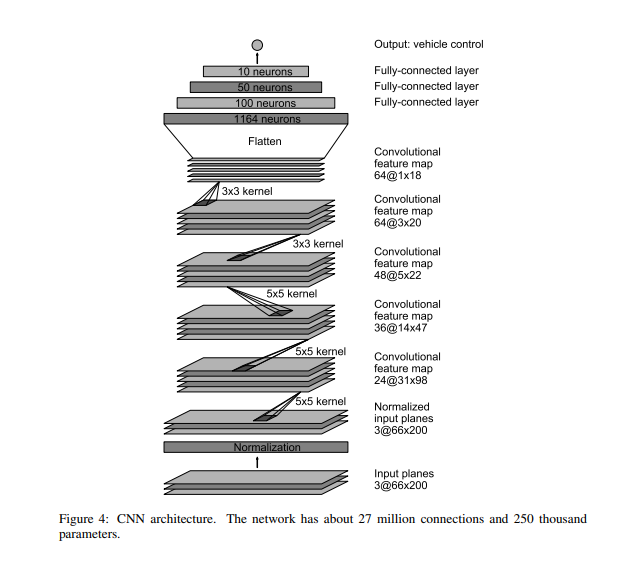 Output: vehicle control
10 neurons
Fully-connected layer
50 neurons
Fully-connected layer
100 neurons
Fully-connected layer
1164 neurons
Flatten
Convolutional
feature map
64@1x18
3x3 kernel
Convolutional
feature map
64@3x20
3x3 kernel
Convolutional
feature map
48@5x22
5x5 kernel
Convolutional
feature map
36@14x47
5x5 kernel
Convolutional
feature map
24@31x98
5x5 kernel
Normalized
input planes
3@66x200
Normalization
Input planes
3@66x200
Figure 4: CNN architecture. The network has about 27 million connections and 250 thousand
parameters.